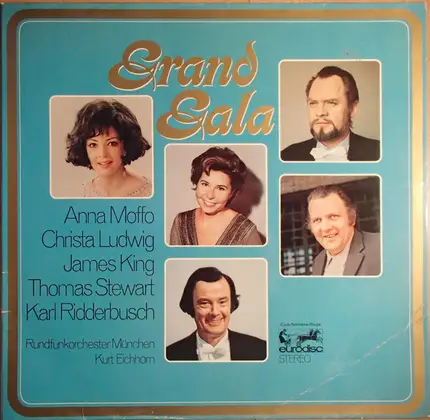 Grand
Gala
Anna Moffo
Christa Ludwig
James King
Thomas Stewart
Karl Ridderbusch
Rundfunkorchester München
Kurt Eichhorn
eurodisc
STEREO